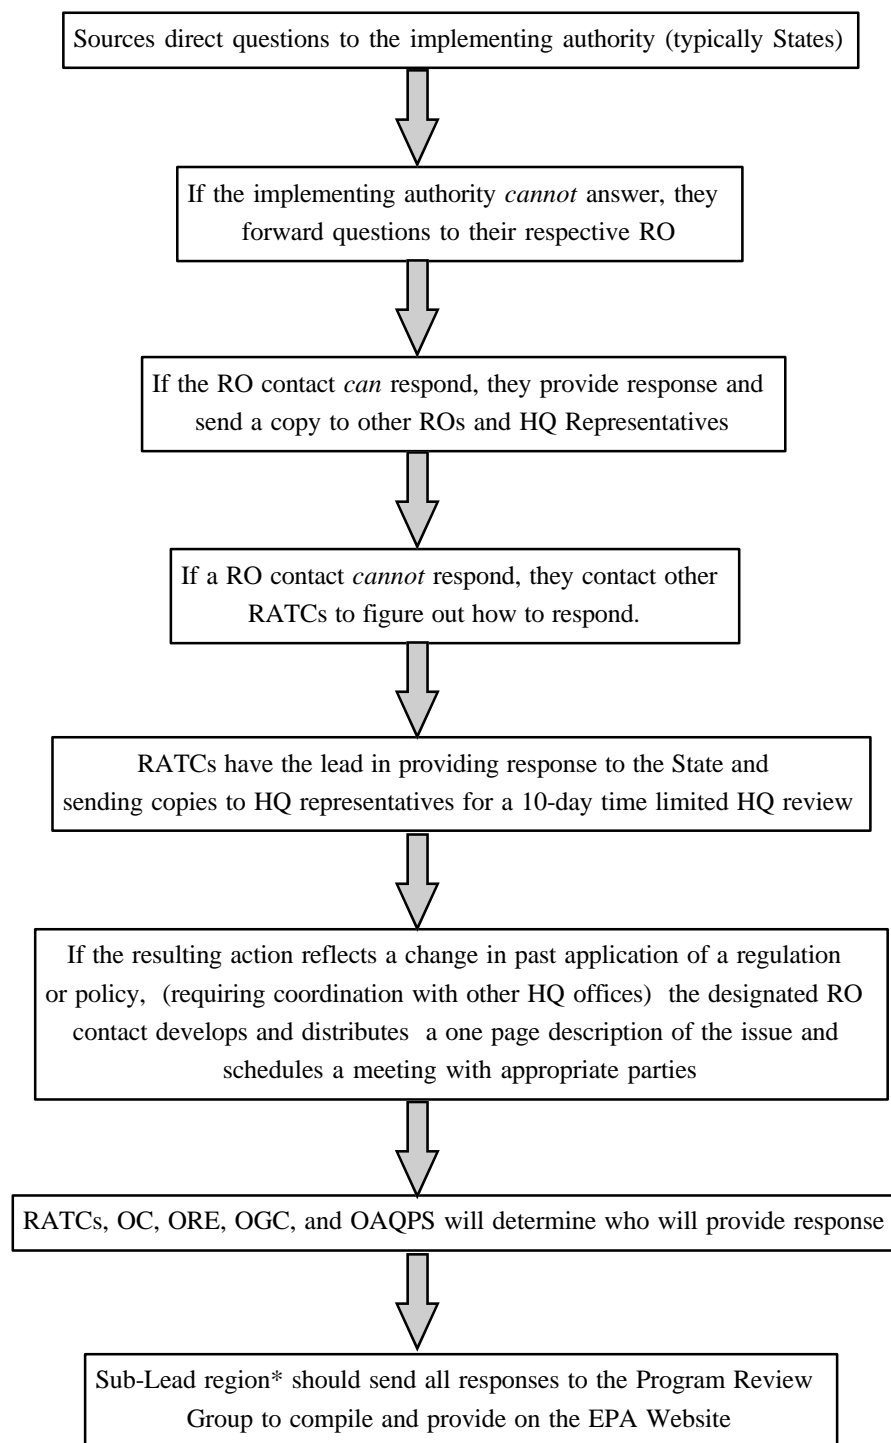 Sources direct questions to the implementing authority (typically States)
If the implementing authority cannot answer, they
forward questions to their respective RO
If the RO contact can respond, they provide response and
send a copy to other ROs and HQ Representatives
If a RO contact cannot respond, they contact other
RATCs to figure out how to respond.
RATCs have the lead in providing response to the State and
sending copies to HQ representatives for a 10-day time limited HQ review
If the resulting action reflects a change in past application of a regulation
or policy, (requiring coordination with other HQ offices) the designated RO
contact develops and distributes a one page description of the issue and
schedules a meeting with appropriate parties
RATCs, OC, ORE, OGC, and OAQPS will determine who will provide response
Sub-Lead region* should send all responses to the Program Review
Group to compile and provide on the EPA Website